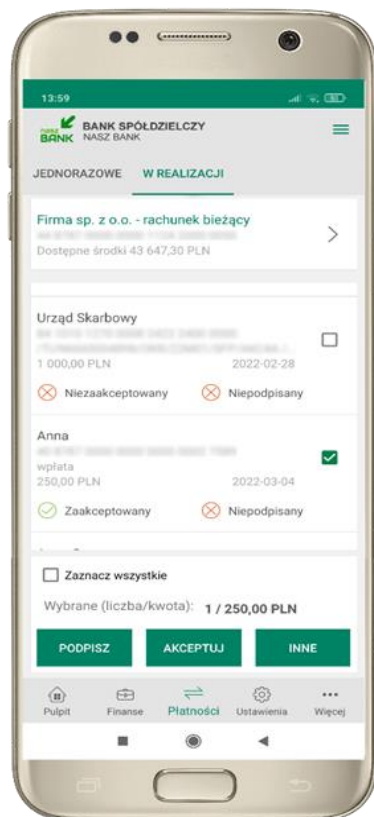 13:59
NASZ BANK
BANK SPÓŁDZIELCZY
NASZ BANK
JEDNORAZOWE W REALIZACJI
Firma sp. z o.o. - rachunek bieżący
Dostępne środki 43 647,30 PLN
Urząd Skarbowy
1 000,00 PLN 2022-02-28
Niezaakceptowany Niepodpisany
Anna
wpłata
250,00 PLN 2022-03-04
Zaakceptowany Niepodpisany
Zaznacz wszystkie
Wybrane (liczba/kwota): 1 / 250,00 PLN
PODPISZ AKCEPTUJ INNE
Pulpit Finanse Płatności Ustawienia Więcej